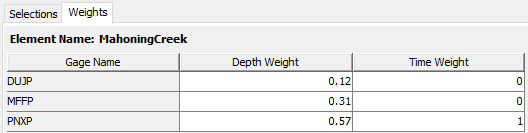 Selections Weights
Element Name: MahoningCreek
Gage Name Depth Weight Time Weight
DUJP 0.12 0
MFFP 0.31 0
PNXP 0.57 1